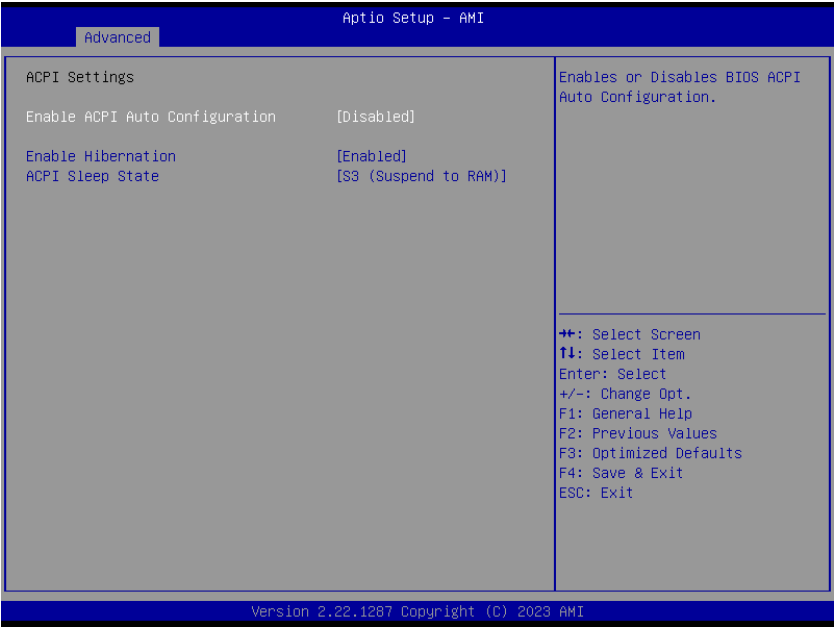 Aptio Setup - AMI
Advanced
ACPI Settings
Enable ACPI Auto Configuration [Disabled]
Enable Hibernation [Enabled]
ACPI Sleep State [S3 (Suspend to RAM)]
Enables or Disables BIOS ACPI
Auto Configuration.
→←: Select Screen
↑↓: Select Item
Enter: Select
+/-: Change Opt.
F1: General Help
F2: Previous Values
F3: Optimized Defaults
F4: Save & Exit
ESC: Exit
Version 2.22.1287 Copyright (C) 2023 AMI